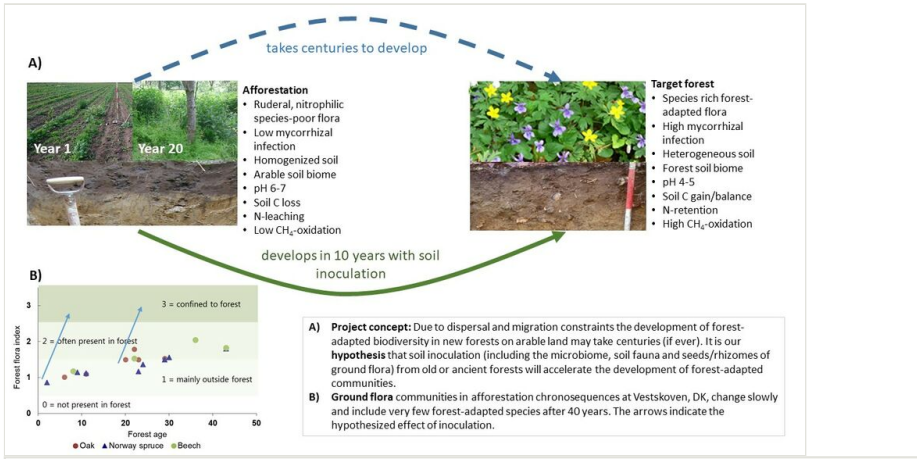 takes centuries to develop
A)
Year 1
Year 20
Afforestation
• Ruderal, nitrophilic
species-poor flora
• Low mycorrhizal
infection
• Homogenized soil
• Arable soil biome
• pH 6-7
• Soil C loss
• N-leaching
• Low CH₄-oxidation
Target forest
• Species rich forest-
adapted flora
• High mycorrhizal
infection
• Heterogeneous soil
• Forest soil biome
• pH 4-5
• Soil C gain/balance
• N-retention
• High CH₄-oxidation
develops in 10 years with soil
inoculation
B)
Forest flora index
3
2
1
0
3 = confined to forest
2 = often present in forest
1 = mainly outside forest
0 = not present in forest
0 10 20 30 40 50
Forest age
Oak Norway spruce Beech
A) Project concept: Due to dispersal and migration constraints the development of forest-
adapted biodiversity in new forests on arable land may take centuries (if ever). It is our
hypothesis that soil inoculation (including the microbiome, soil fauna and seeds/rhizomes of
ground flora) from old or ancient forests will accelerate the development of forest-adapted
communities.
B) Ground flora communities in afforestation chronosequences at Vestskoven, DK, change slowly
and include very few forest-adapted species after 40 years. The arrows indicate the
hypothesized effect of inoculation.